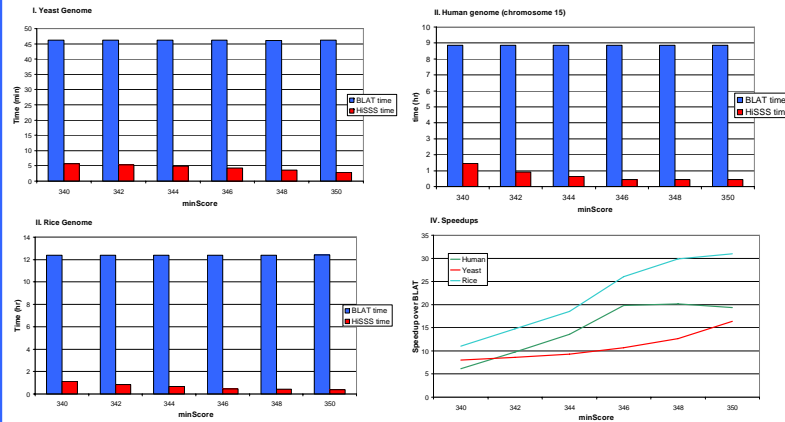 I. Yeast Genome
50
45
40
35
30
25
20
15
10
5
0
Time (min)
340 342 344 346 348 350
minScore
BLAT time
HiSSS time
II. Human genome (chromosome 15)
10
9
8
7
6
5
4
3
2
1
0
time (hr)
340 342 344 346 348 350
minScore
BLAT time
HiSSS time
II. Rice Genome
14
12
10
8
6
4
2
0
Time (hr)
340 342 344 346 348 350
minScore
BLAT time
HiSSS time
IV. Speedups
35
30
25
20
15
10
5
0
Speedup over BLAT
Human
Yeast
Rice
340 342 344 346 348 350
minScore